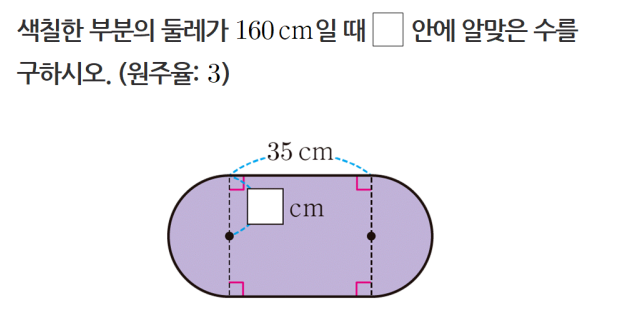 색칠한 부분의 둘레가 160 cm일 때 □ 안에 알맞은 수를
구하시오. (원주율: 3)
35 cm
□ cm